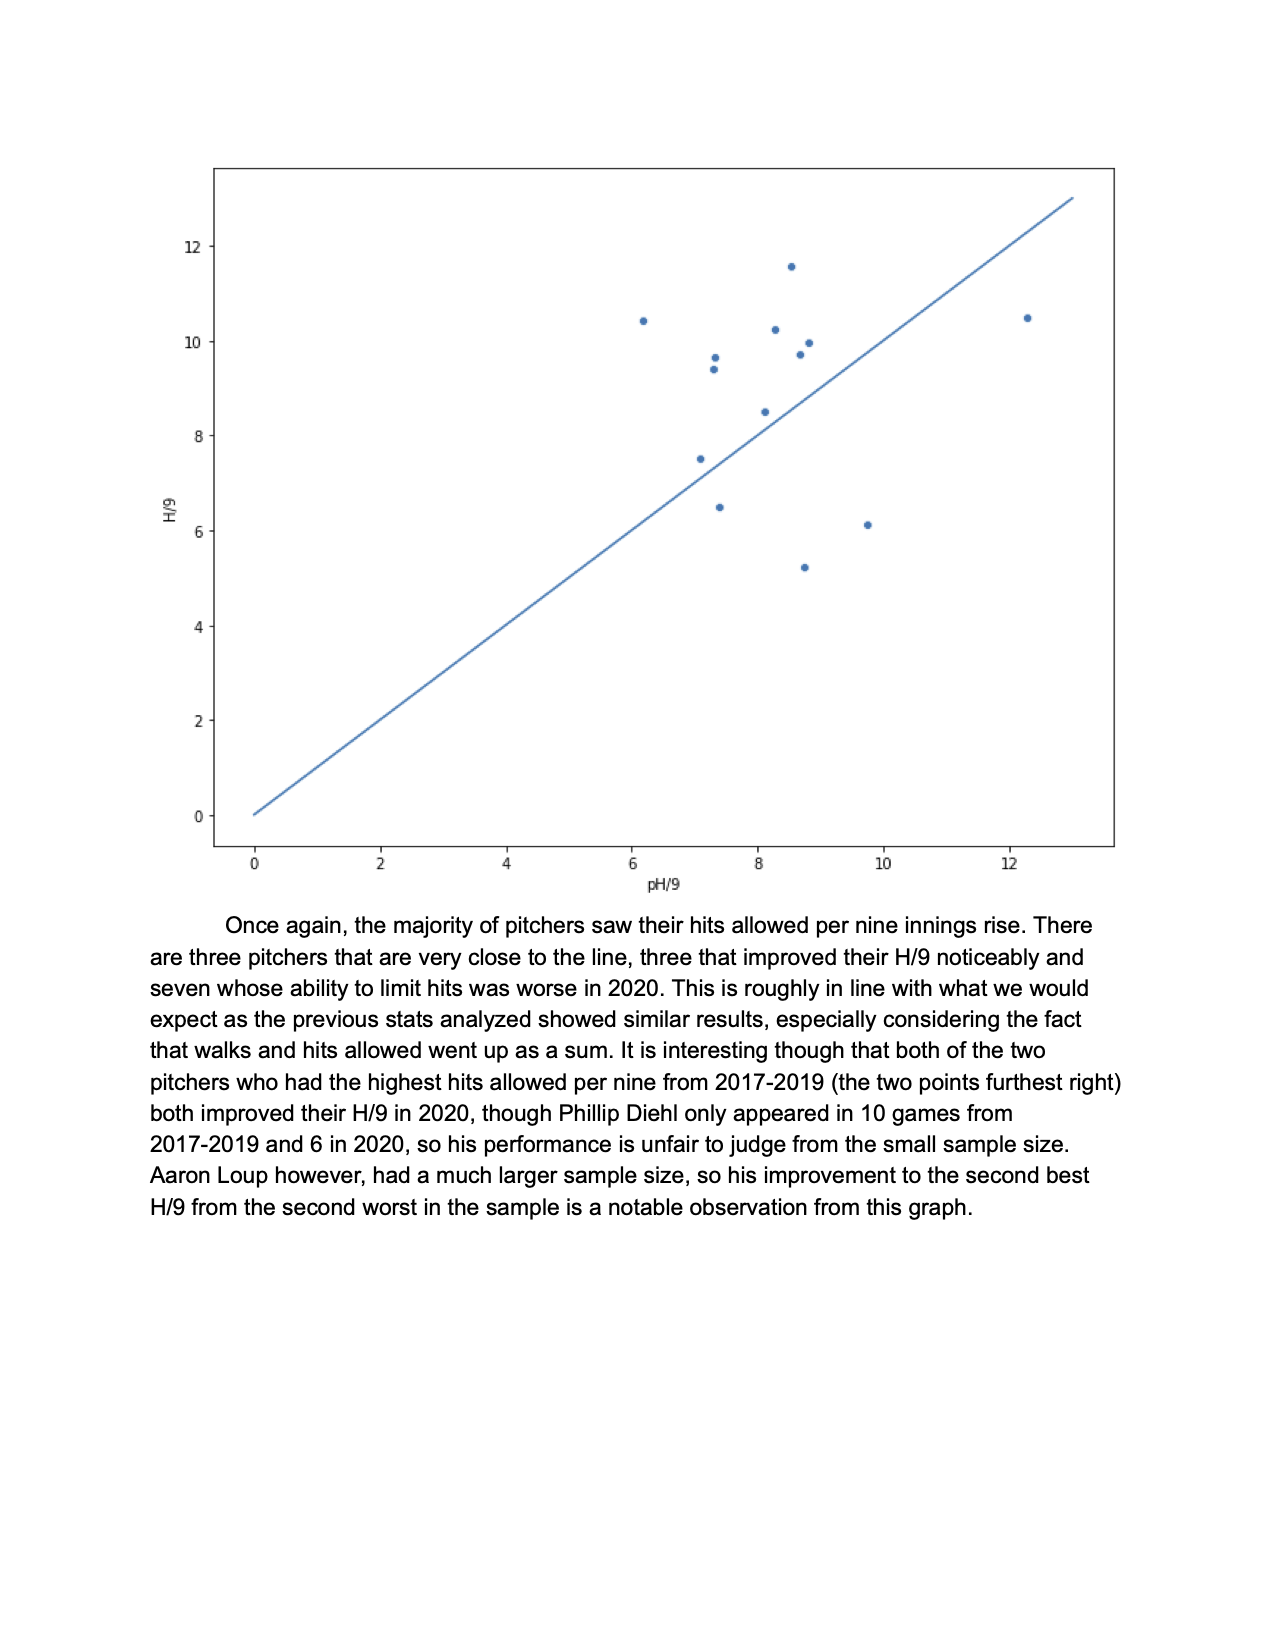 12
10
8
6
4
2
0
H/9
0 2 4 6 8 10 12
pH/9
Once again, the majority of pitchers saw their hits allowed per nine innings rise. There
are three pitchers that are very close to the line, three that improved their H/9 noticeably and
seven whose ability to limit hits was worse in 2020. This is roughly in line with what we would
expect as the previous stats analyzed showed similar results, especially considering the fact
that walks and hits allowed went up as a sum. It is interesting though that both of the two
pitchers who had the highest hits allowed per nine from 2017-2019 (the two points furthest right)
both improved their H/9 in 2020, though Phillip Diehl only appeared in 10 games from
2017-2019 and 6 in 2020, so his performance is unfair to judge from the small sample size.
Aaron Loup however, had a much larger sample size, so his improvement to the second best
H/9 from the second worst in the sample is a notable observation from this graph.